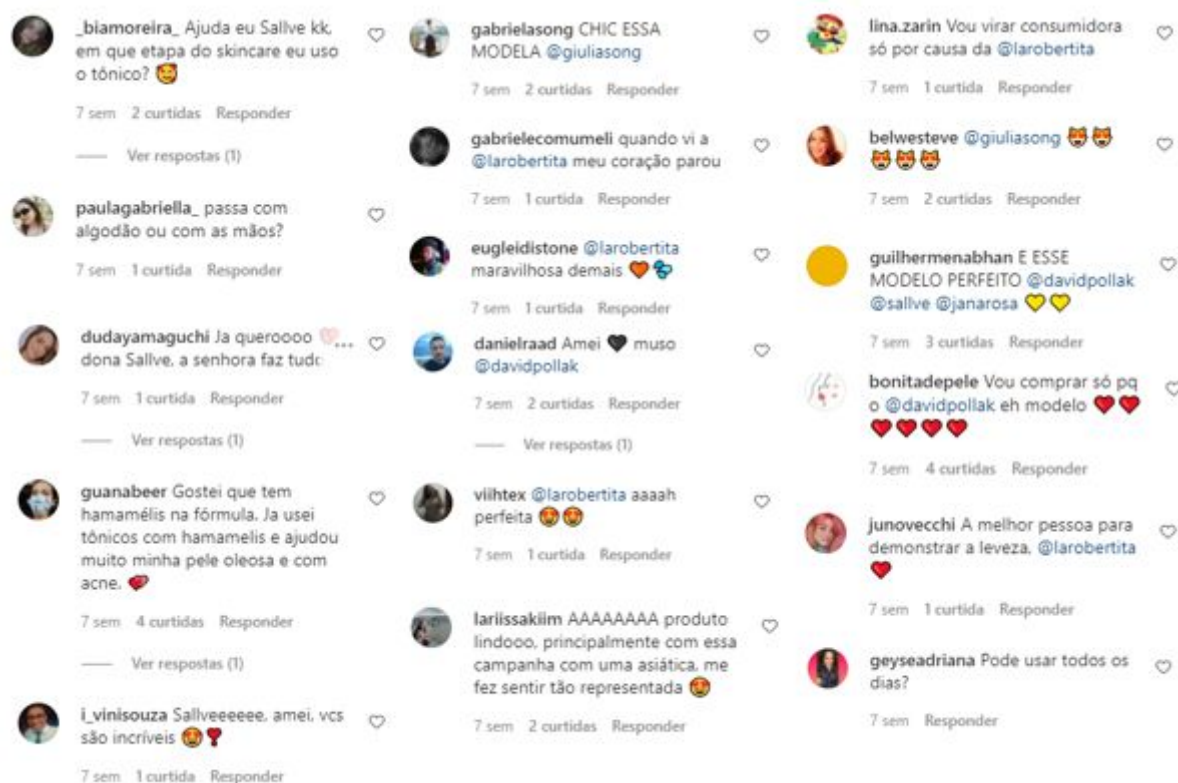 _biamoreira_ Ajuda eu Sallve kk,
em que etapa do skincare eu uso
o tônico? 🥰
7 sem 2 curtidas Responder
Ver respostas (1)
paulagabriella_ passa com
algodão ou com as mãos?
7 sem 1 curtida Responder
dudayamaguchi Ja queroooo 💓...
dona Sallve, a senhora faz tudo
7 sem 1 curtida Responder
Ver respostas (1)
guanabeer Gostei que tem
hamamélis na fórmula. Ja usei
tônicos com hamamelis e ajudou
muito minha pele oleosa e com
acne. 💕
7 sem 4 curtidas Responder
Ver respostas (1)
i_vinisouza Sallveeeeee, amei, vcs
são incríveis 😍❣
7 sem 1 curtida Responder
gabrielasong CHIC ESSA
MODELA @giuliasong
7 sem 2 curtidas Responder
gabrielecomumeli quando vi a
@larobertita meu coração parou
7 sem 1 curtida Responder
eugleidistone @larobertita
maravilhosa demais 🧡💦
7 sem 1 curtida Responder
danielraad Amei 🖤 muso
@davidpollak
7 sem 2 curtidas Responder
Ver respostas (1)
viihtex @larobertita aaaah
perfeita 😍😍
7 sem 1 curtida Responder
lariissakiim AAAAAAAA produto
lindooo, principalmente com essa
campanha com uma asiática, me
fez sentir tão representada 😍
7 sem 2 curtidas Responder
lina.zarin Vou virar consumidora
só por causa da @larobertita
7 sem 1 curtida Responder
belwesteve @giuliasong 😻😻
😻😻😻
7 sem 2 curtidas Responder
guilhermenabhan E ESSE
MODELO PERFEITO @davidpollak
@sallve @janarosa 💛💛
7 sem 3 curtidas Responder
bonitadepele Vou comprar só pq
o @davidpollak eh modelo ❤❤
❤❤❤❤
7 sem 4 curtidas Responder
junovecchi A melhor pessoa para
demonstrar a leveza, @larobertita
❤
7 sem 1 curtida Responder
geyseadriana Pode usar todos os
dias?
7 sem Responder